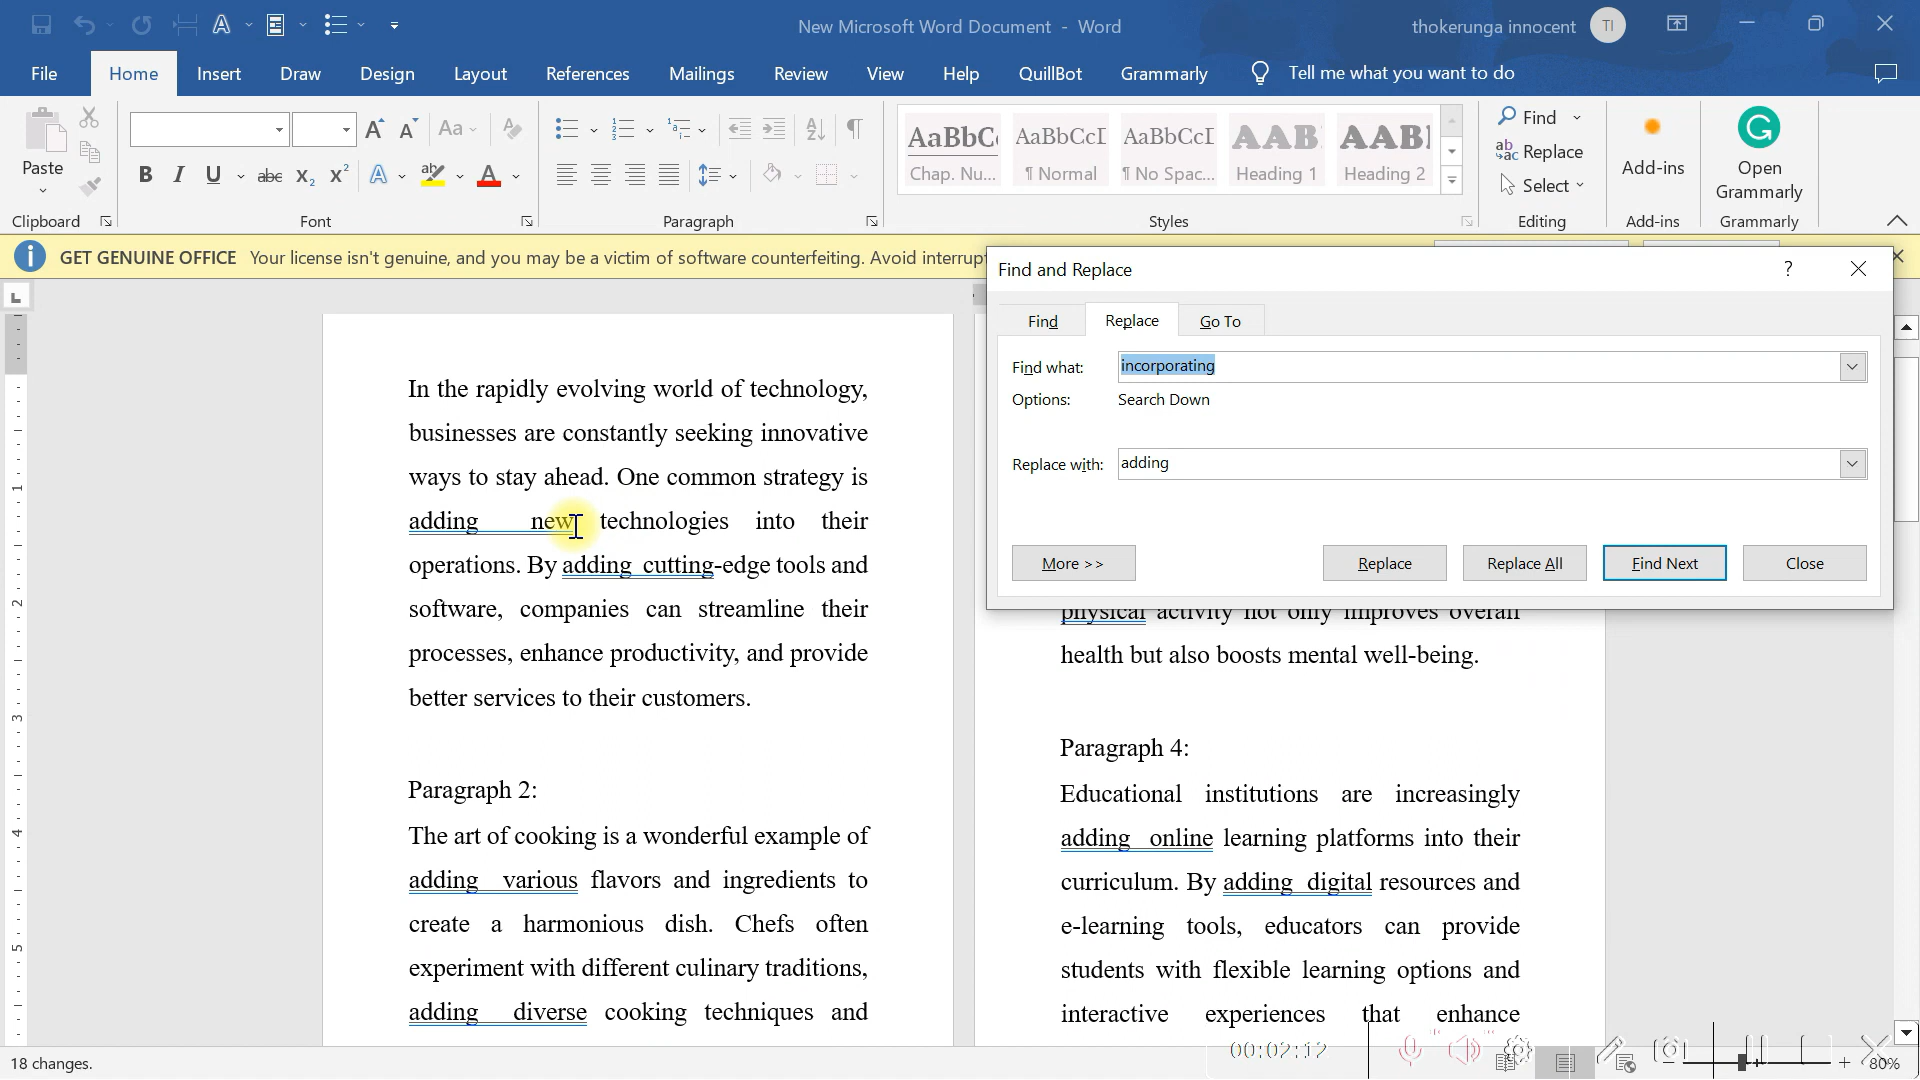 New Microsoft Word Document - Word
thokerunga innocent TI
File Home Insert Draw Design Layout References Mailings Review View Help QuillBot Grammarly Tell me what you want to do
Paste
Clipboard
Font
Paragraph
AaBbC AaBbCcI AaBbCcI AAB AABI
Chap. Nu... ¶ Normal ¶ No Spac... Heading 1 Heading 2
Styles
Find
Replace
Select
Editing
Add-ins
Add-ins
Open
Grammarly
Grammarly
GET GENUINE OFFICE Your license isn't genuine, and you may be a victim of software counterfeiting. Avoid interrup
Find and Replace
Find Replace Go To
Find what: incorporating
Options: Search Down
Replace with: adding
More >> Replace Replace All Find Next Close
In the rapidly evolving world of technology,
businesses are constantly seeking innovative
ways to stay ahead. One common strategy is
adding new technologies into their
operations. By adding cutting-edge tools and
software, companies can streamline their
processes, enhance productivity, and provide
better services to their customers.
Paragraph 2:
The art of cooking is a wonderful example of
adding various flavors and ingredients to
create a harmonious dish. Chefs often
experiment with different culinary traditions,
adding diverse cooking techniques and
physical activity not only improves overall
health but also boosts mental well-being.
Paragraph 4:
Educational institutions are increasingly
adding online learning platforms into their
curriculum. By adding digital resources and
e-learning tools, educators can provide
students with flexible learning options and
interactive experiences that enhance
18 changes.
00:02:12
80%